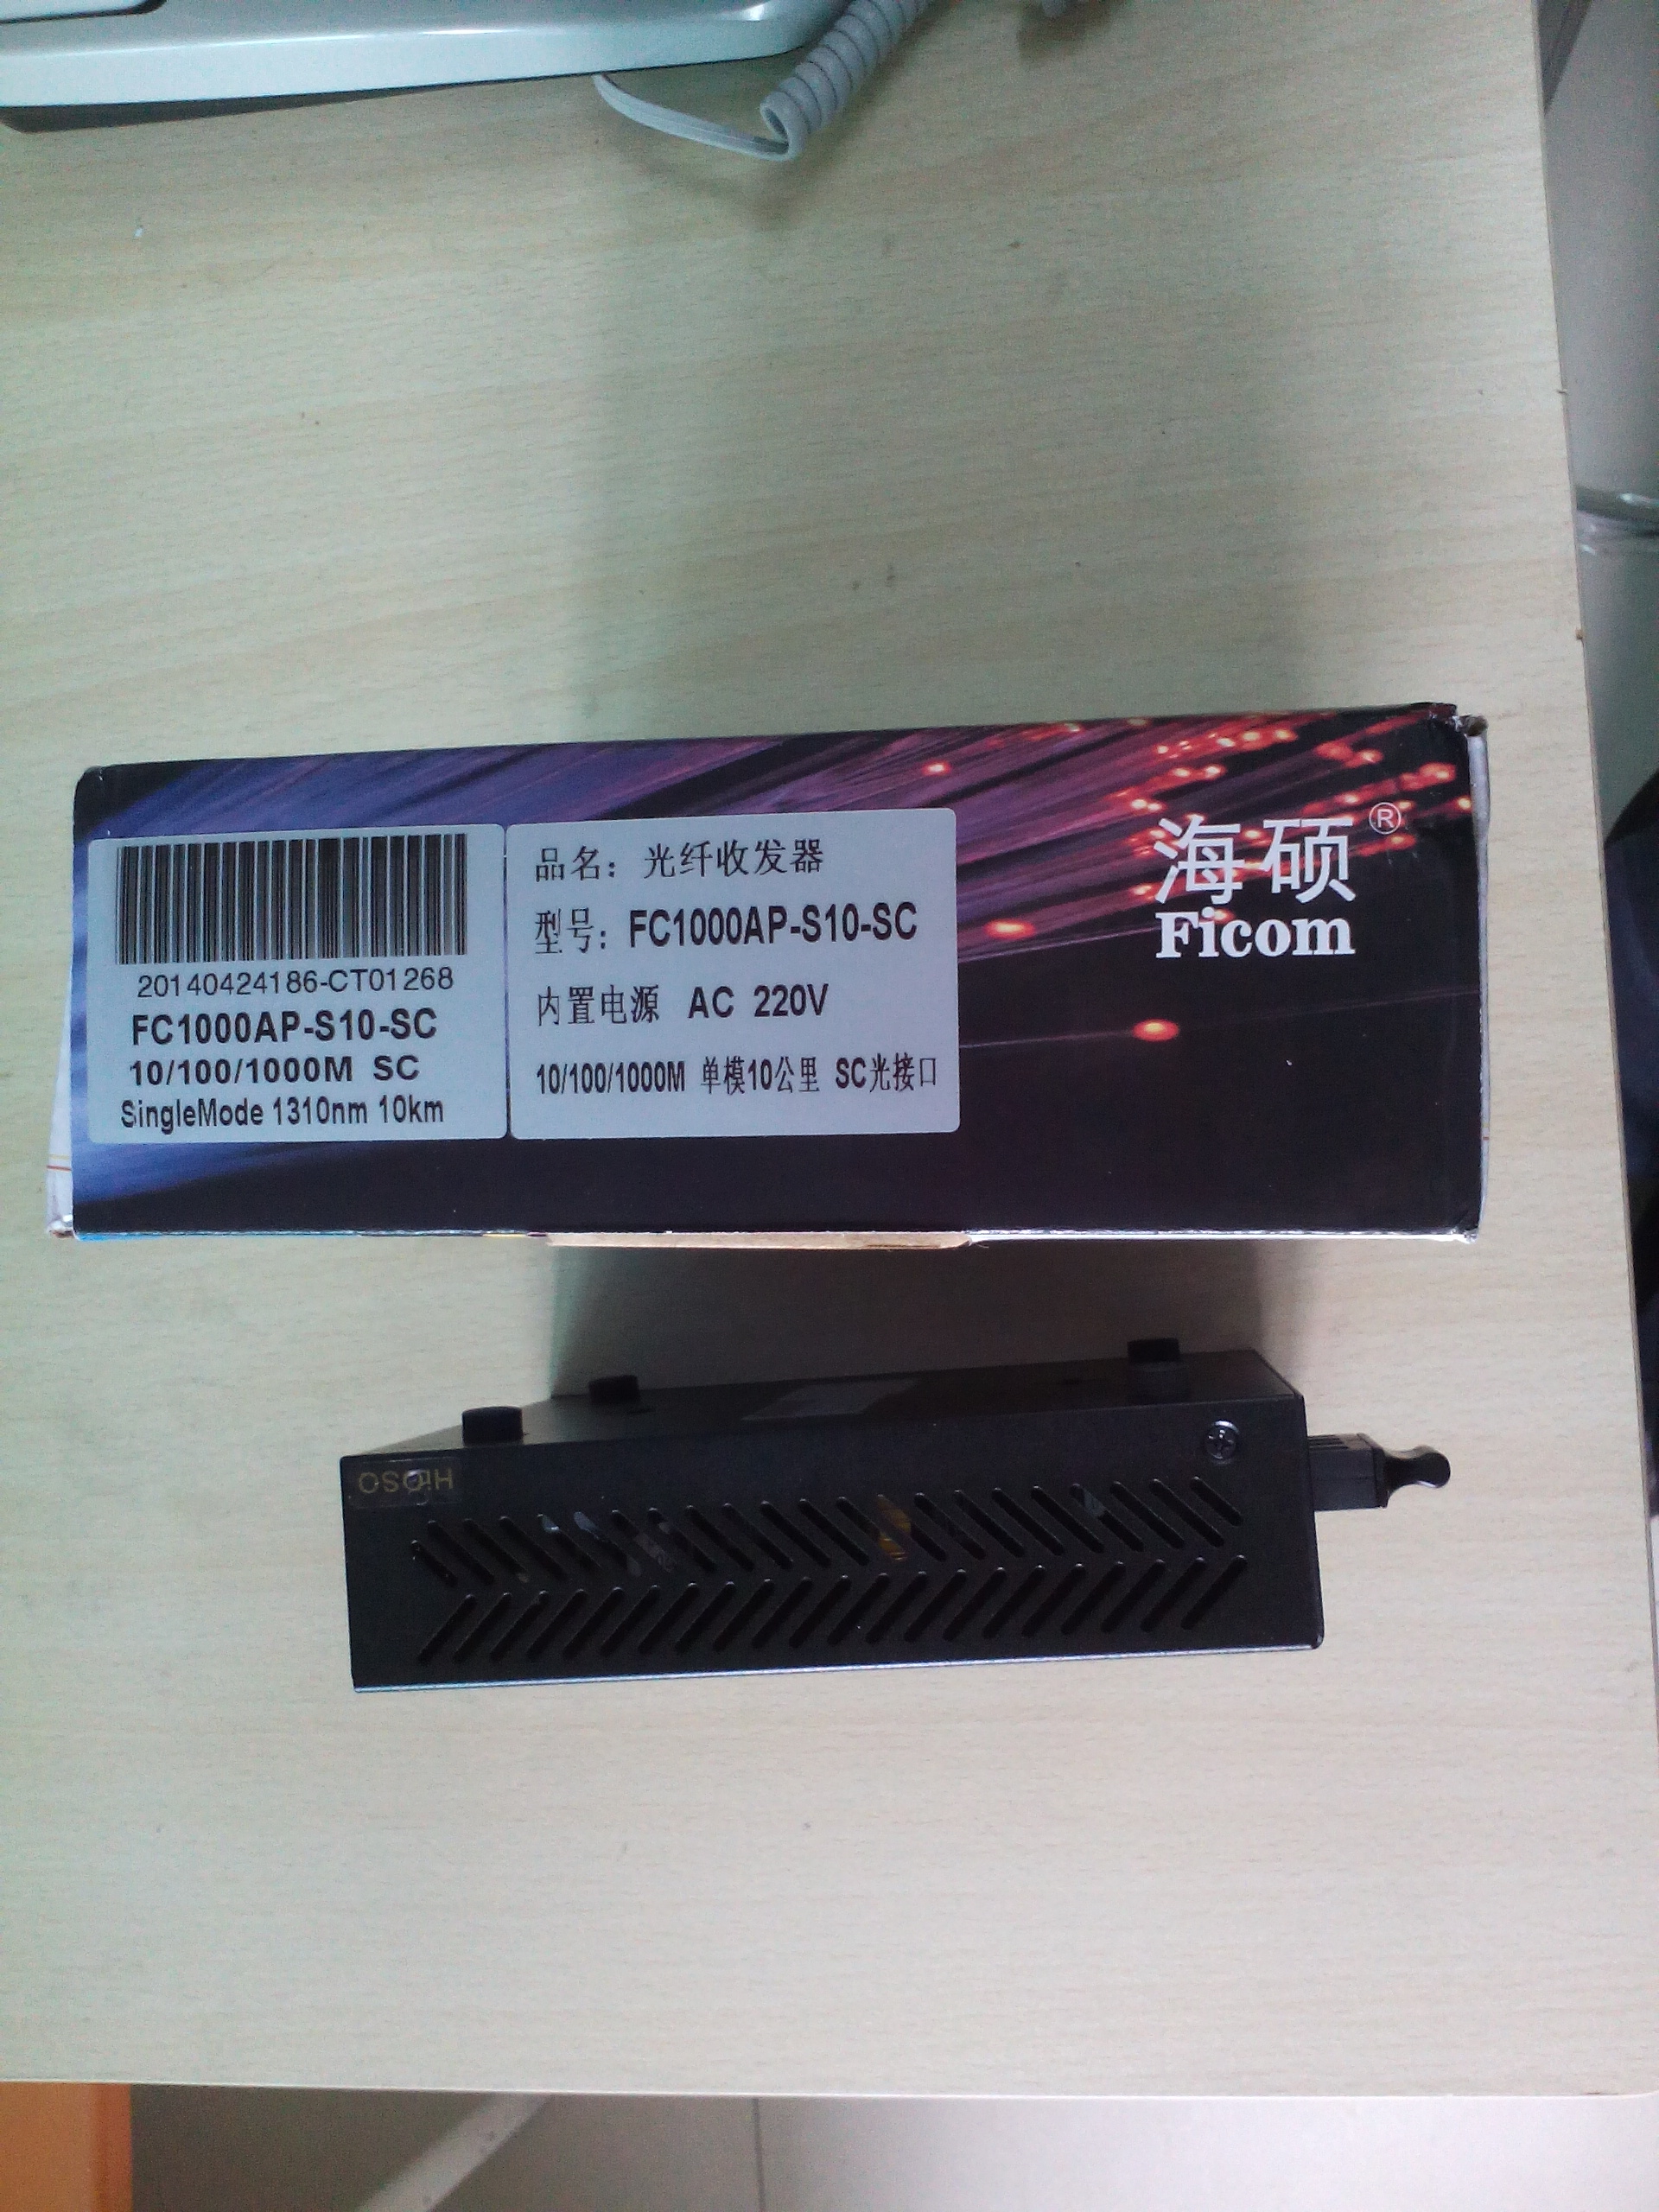 20140424186-CT01268
FC1000AP-S10-SC
10/100/1000M SC
SingleMode 1310nm 10km
品名：光纤收发器
型号：FC1000AP-S10-SC
内置电源 AC 220V
10/100/1000M 单模10公里 SC光接口
海硕®
Ficom
HiOSO